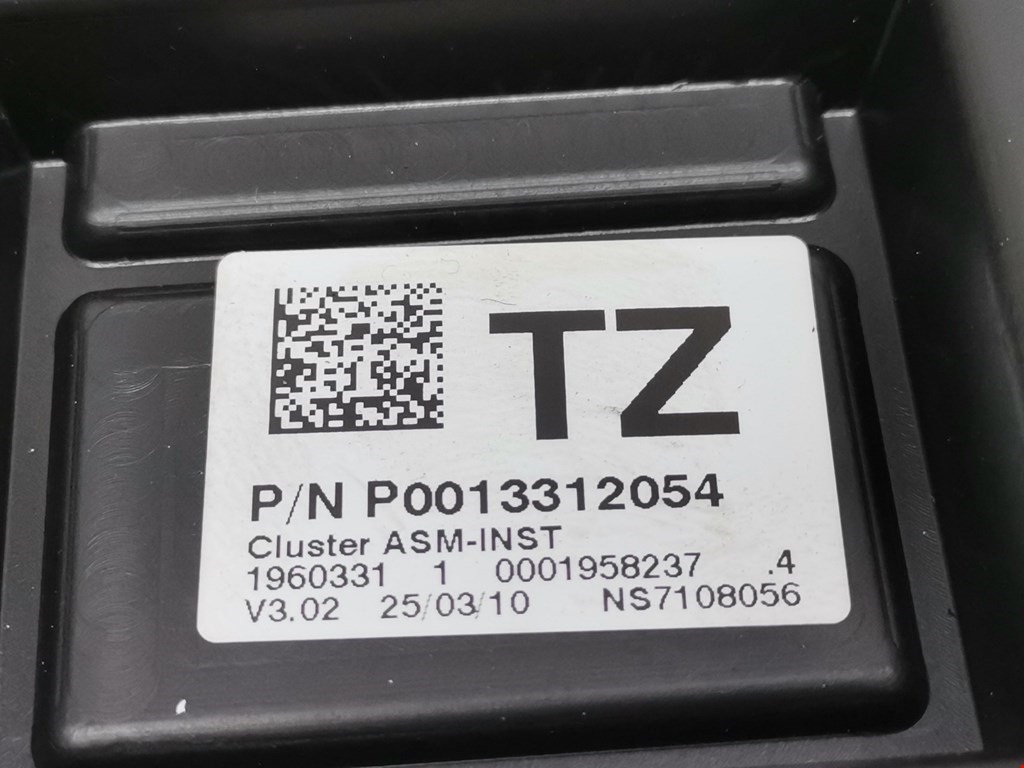 TZ
P/N P0013312054
Cluster ASM-INST
1960331 1 0001958237 .4
V3.02 25/03/10 NS7108056